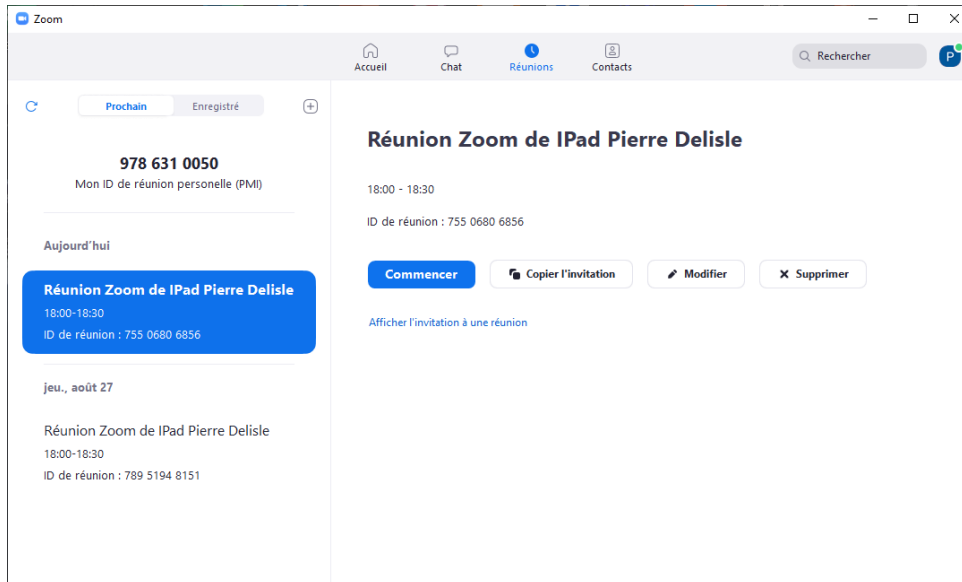 Zoom
Accueil
Chat
Réunions
Contacts
Rechercher
P
Prochain
Enregistré
978 631 0050
Mon ID de réunion personelle (PMI)
Aujourd'hui
Réunion Zoom de IPad Pierre Delisle
18:00-18:30
ID de réunion : 755 0680 6856
jeu., août 27
Réunion Zoom de IPad Pierre Delisle
18:00-18:30
ID de réunion : 789 5194 8151
Réunion Zoom de IPad Pierre Delisle
18:00 - 18:30
ID de réunion : 755 0680 6856
Commencer
Copier l'invitation
Modifier
Supprimer
Afficher l'invitation à une réunion